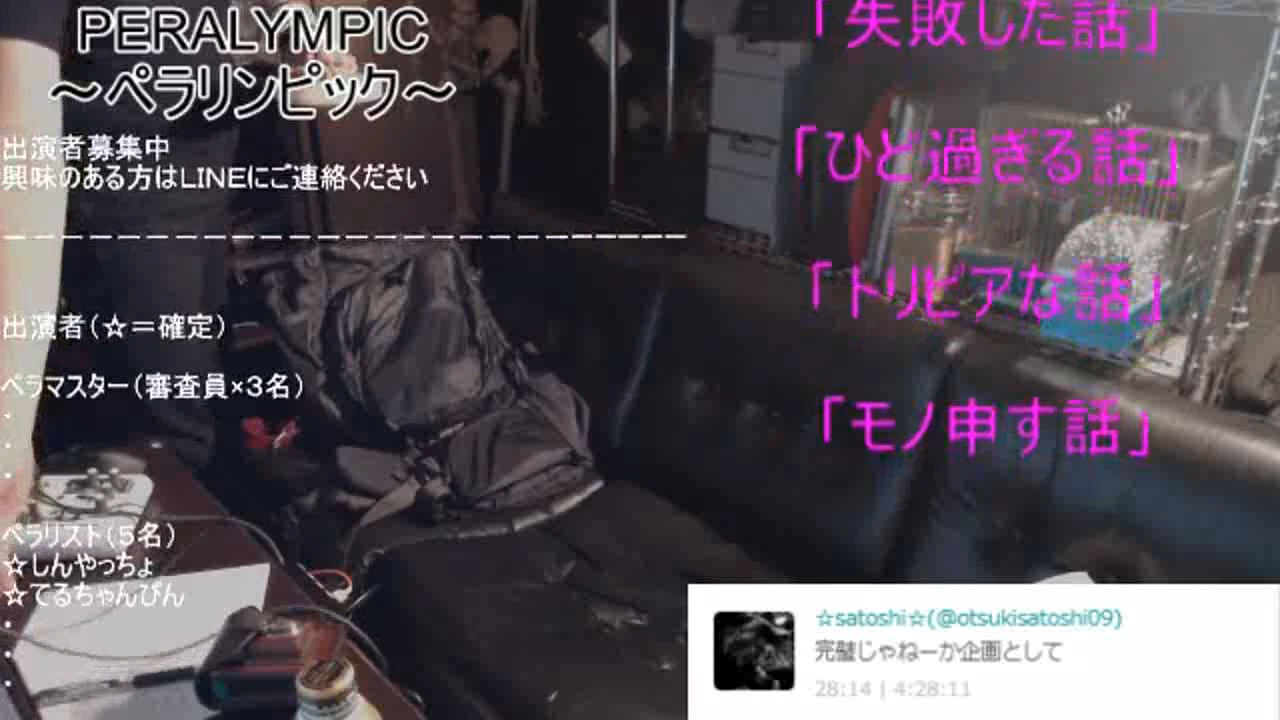 PERALYMPIC
～ペラリンピック～
出演者募集中
興味のある方はLINEにご連絡ください
出演者(☆＝確定)
ペラマスター(審査員×３名)
・
・
・
ペラリスト(５名)
☆しんやっちょ
☆てるちゃんぴん
・
・
・
「失敗した話」
「ひど過ぎる話」
「トリビアな話」
「モノ申す話」
☆satoshi☆(@otsukisatoshi09)
完璧じゃねーか企画として
28:14 | 4:28:11